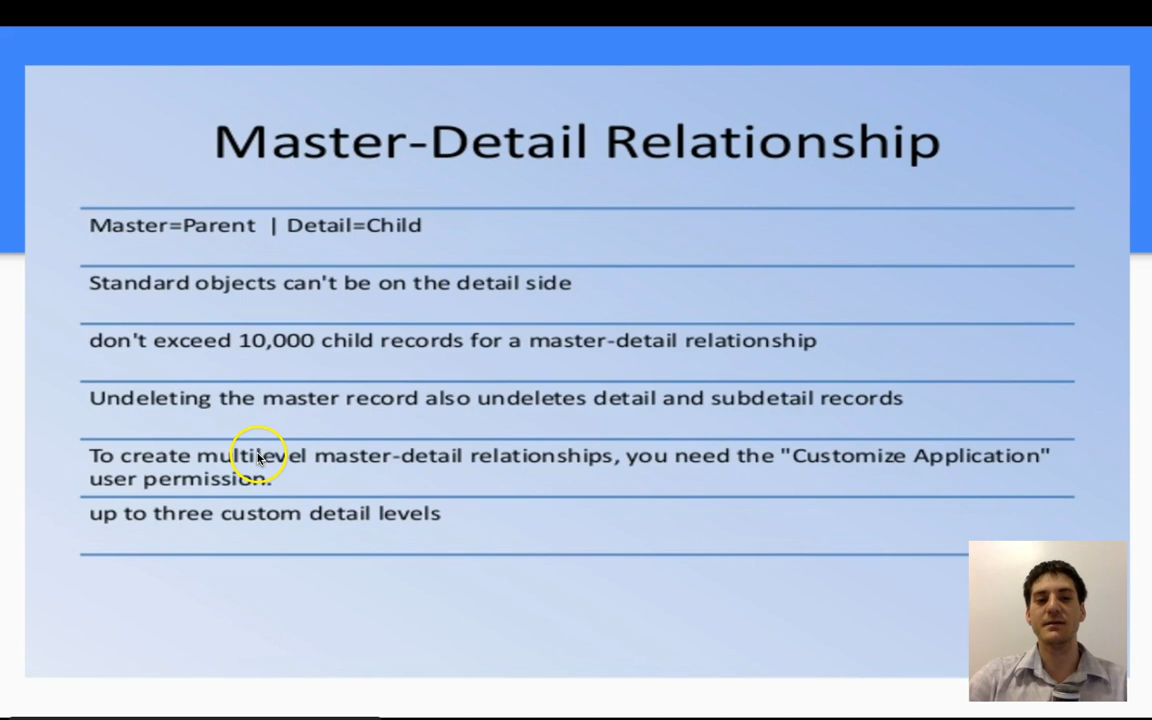 Master-Detail Relationship
Master=Parent | Detail=Child
Standard objects can't be on the detail side
don't exceed 10,000 child records for a master-detail relationship
Undeleting the master record also undeletes detail and subdetail records
To create multilevel master-detail relationships, you need the "Customize Application"
user permission.
up to three custom detail levels